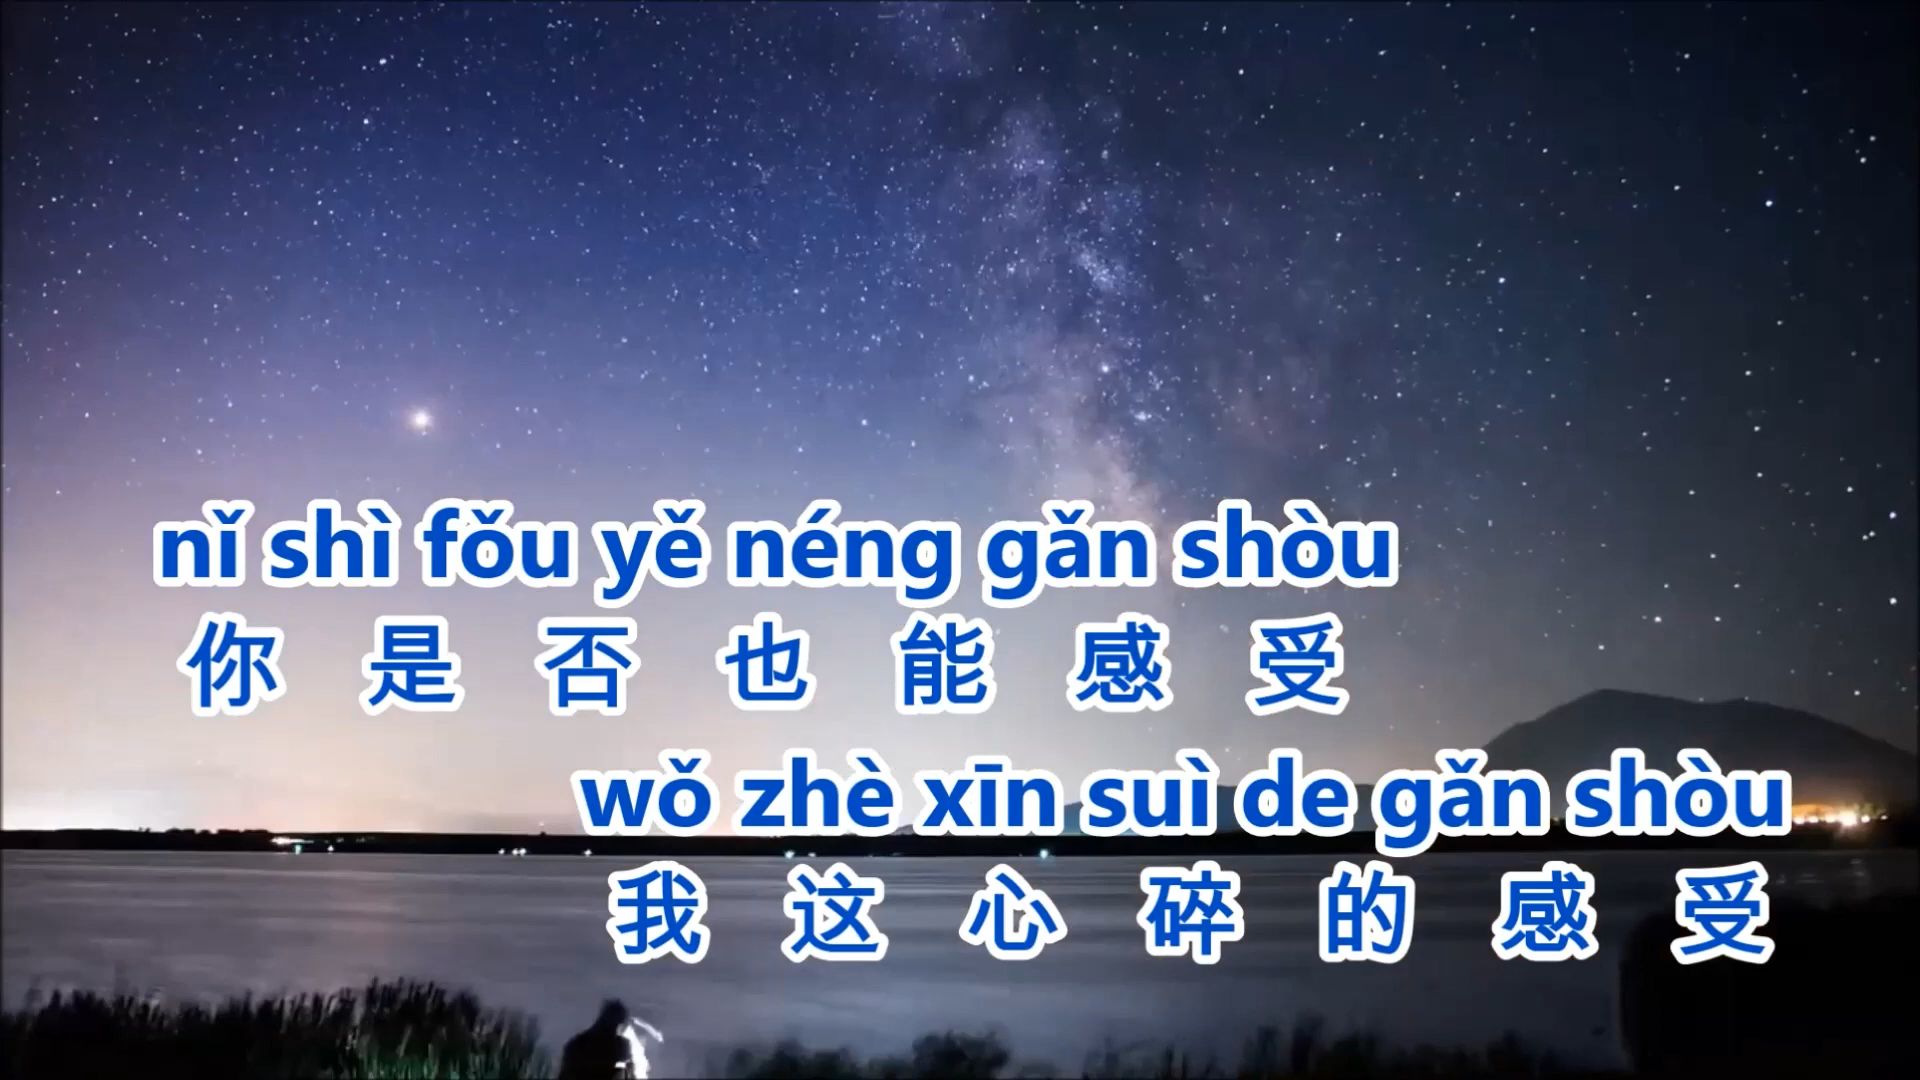 nǐ shì fǒu yě néng gǎn shòu
你 是 否 也 能 感 受
wǒ zhè xīn suì de gǎn shòu
我 这 心 碎 的 感 受